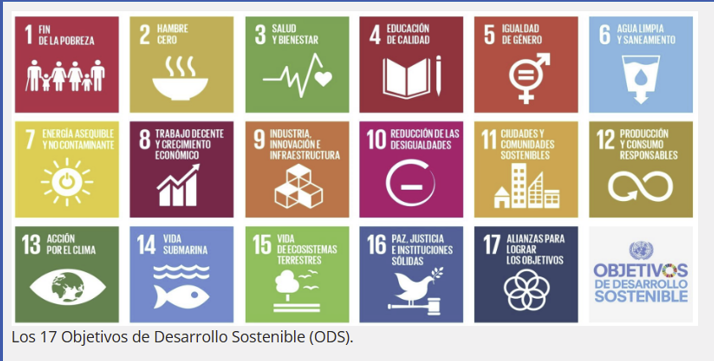 1 FIN
DE LA POBREZA
2 HAMBRE
CERO
3 SALUD
Y BIENESTAR
4 EDUCACIÓN
DE CALIDAD
5 IGUALDAD
DE GÉNERO
6 AGUA LIMPIA
Y SANEAMIENTO
7 ENERGÍA ASEQUIBLE
Y NO CONTAMINANTE
8 TRABAJO DECENTE
Y CRECIMIENTO
ECONÓMICO
9 INDUSTRIA,
INNOVACIÓN E
INFRAESTRUCTURA
10 REDUCCIÓN DE LAS
DESIGUALDADES
11 CIUDADES Y
COMUNIDADES
SOSTENIBLES
12 PRODUCCIÓN
Y CONSUMO
RESPONSABLES
13 ACCIÓN
POR EL CLIMA
14 VIDA
SUBMARINA
15 VIDA
DE ECOSISTEMAS
TERRESTRES
16 PAZ, JUSTICIA
E INSTITUCIONES
SÓLIDAS
17 ALIANZAS PARA
LOGRAR
LOS OBJETIVOS
OBJETIVOS
DE DESARROLLO
SOSTENIBLE
Los 17 Objetivos de Desarrollo Sostenible (ODS).